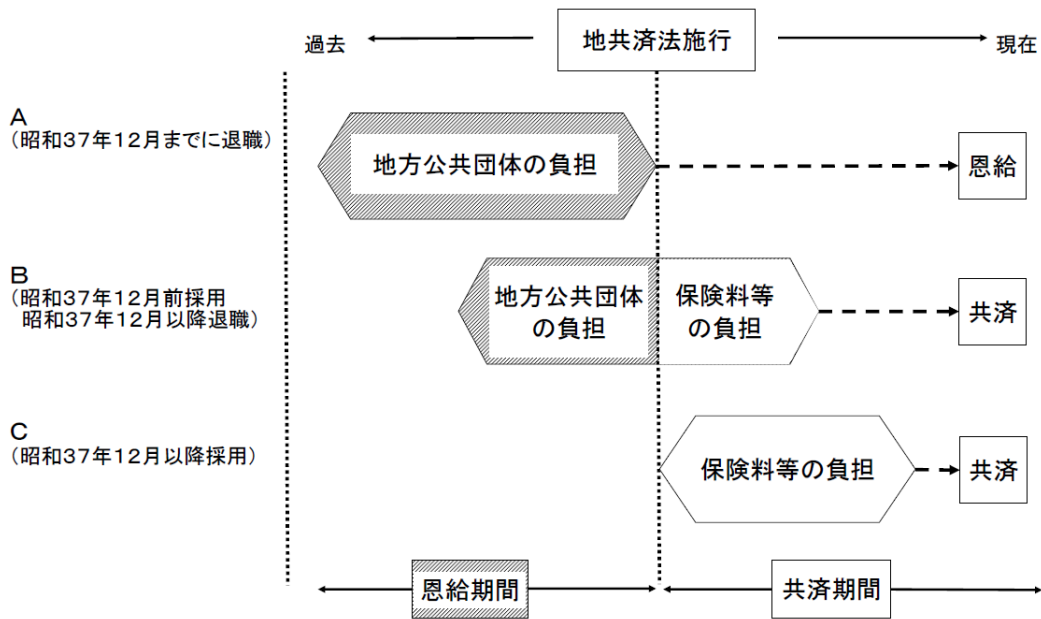 地共済法施行
過去
現在
A
（昭和37年12月までに退職）
地方公共団体の負担
恩給
B
（昭和37年12月前採用
昭和37年12月以降退職）
地方公共団体
の負担
保険料等
の負担
共済
C
（昭和37年12月以降採用）
保険料等の負担
共済
恩給期間
共済期間